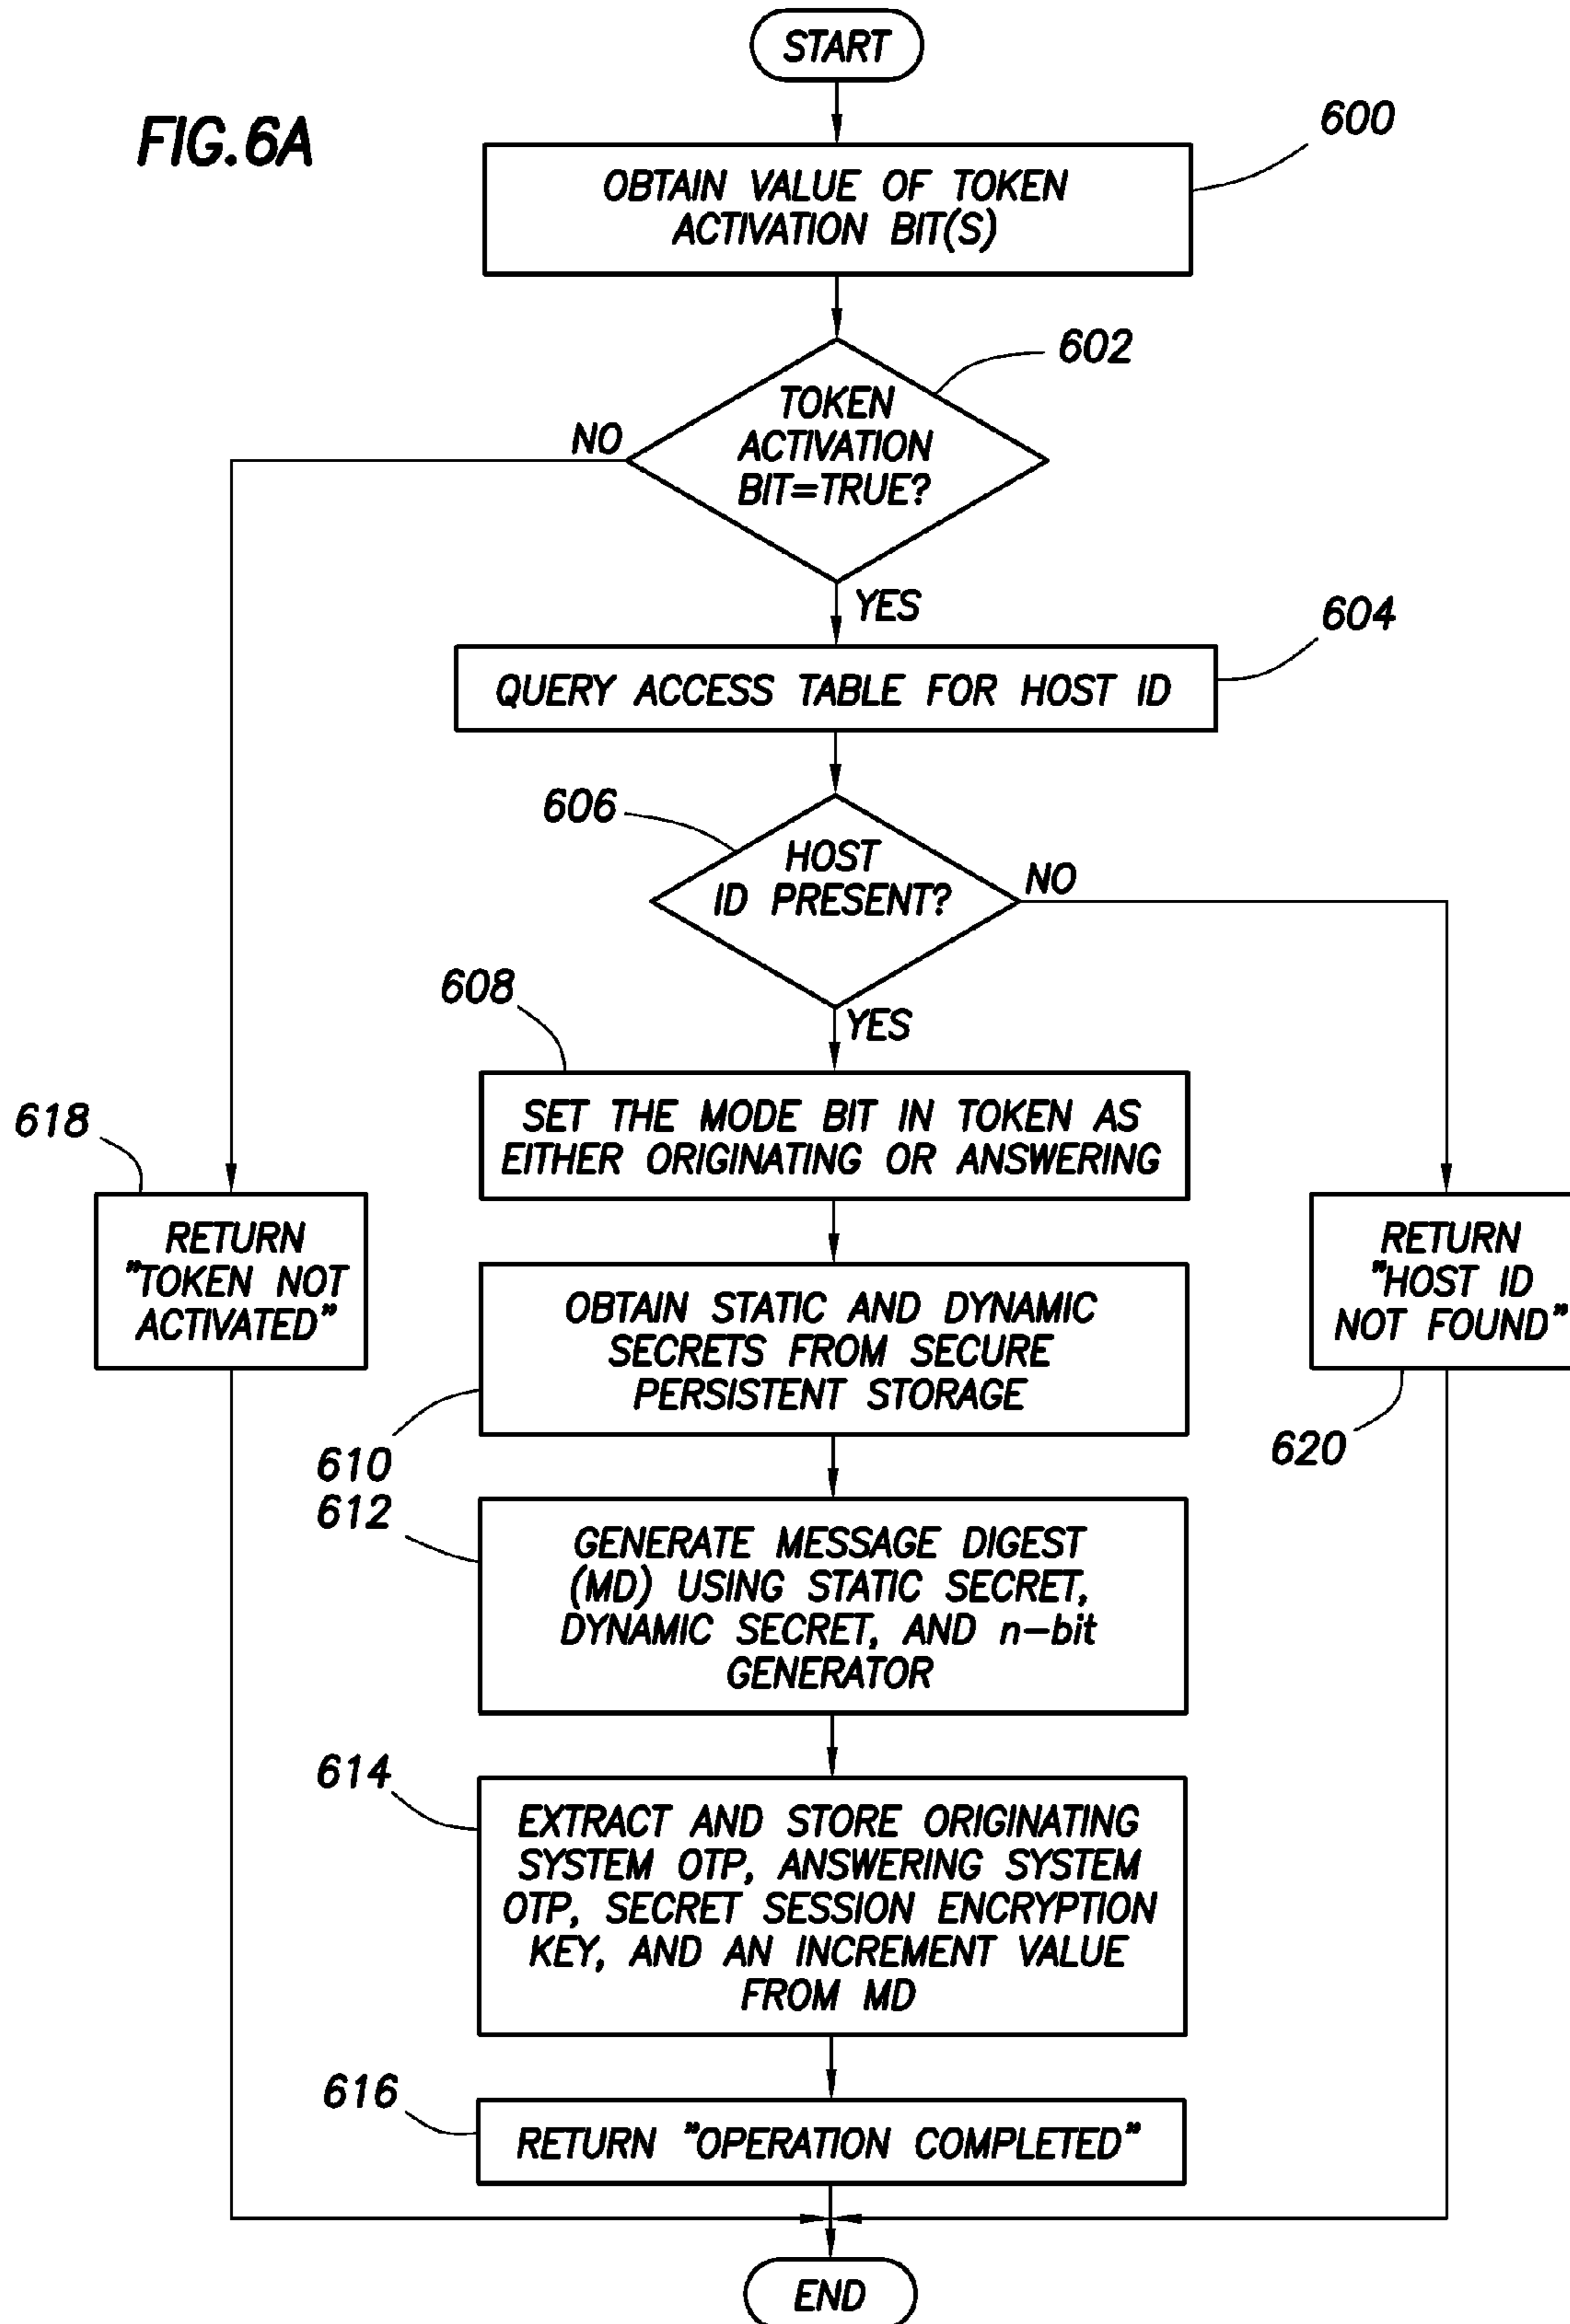 START
FIG.6A
600
OBTAIN VALUE OF TOKEN
ACTIVATION BIT(S)
602
TOKEN
ACTIVATION
BIT=TRUE?
NO
YES
604
QUERY ACCESS TABLE FOR HOST ID
606
HOST
ID PRESENT?
NO
YES
608
SET THE MODE BIT IN TOKEN AS
EITHER ORIGINATING OR ANSWERING
618
RETURN
"TOKEN NOT
ACTIVATED"
RETURN
"HOST ID
NOT FOUND"
620
OBTAIN STATIC AND DYNAMIC
SECRETS FROM SECURE
PERSISTENT STORAGE
610
612
GENERATE MESSAGE DIGEST
(MD) USING STATIC SECRET,
DYNAMIC SECRET, AND n-bit
GENERATOR
614
EXTRACT AND STORE ORIGINATING
SYSTEM OTP, ANSWERING SYSTEM
OTP, SECRET SESSION ENCRYPTION
KEY, AND AN INCREMENT VALUE
FROM MD
616
RETURN "OPERATION COMPLETED"
END